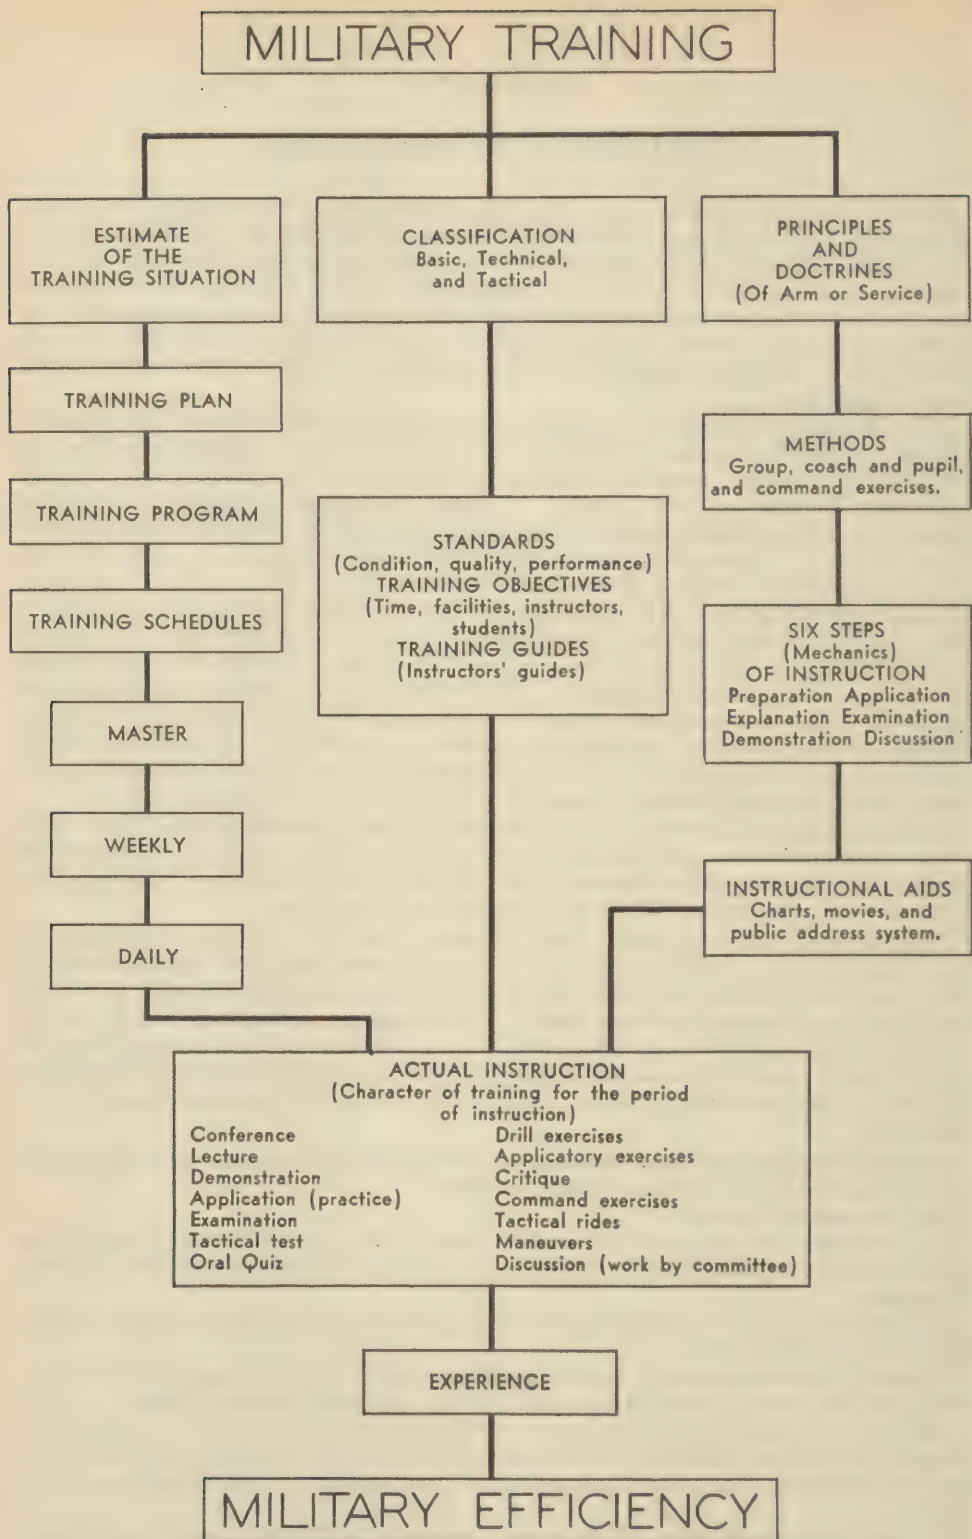 MILITARY TRAINING
ESTIMATE
OF THE
TRAINING SITUATION
TRAINING PLAN
TRAINING PROGRAM
TRAINING SCHEDULES
MASTER
WEEKLY
DAILY
CLASSIFICATION
Basic, Technical,
and Tactical
STANDARDS
(Condition, quality, performance)
TRAINING OBJECTIVES
(Time, facilities, instructors,
students)
TRAINING GUIDES
(Instructors' guides)
PRINCIPLES
AND
DOCTRINES
(Of Arm or Service)
METHODS
Group, coach and pupil,
and command exercises.
SIX STEPS
(Mechanics)
OF INSTRUCTION
Preparation Application
Explanation Examination
Demonstration Discussion
INSTRUCTIONAL AIDS
Charts, movies, and
public address system.
ACTUAL INSTRUCTION
(Character of training for the period
of instruction)
Conference
Lecture
Demonstration
Application (practice)
Examination
Tactical test
Oral Quiz
Drill exercises
Applicatory exercises
Critique
Command exercises
Tactical rides
Maneuvers
Discussion (work by committee)
EXPERIENCE
MILITARY EFFICIENCY